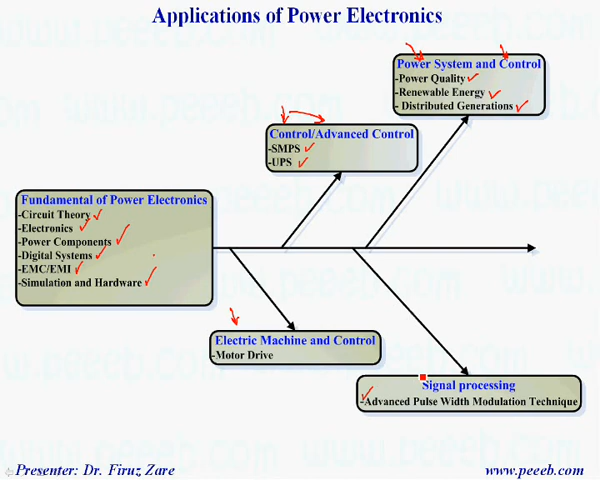 Applications of Power Electronics
Power System and Control
-Power Quality
-Renewable Energy
-Distributed Generations
Control/Advanced Control
-SMPS
-UPS
Fundamental of Power Electronics
-Circuit Theory
-Electronics
-Power Components
-Digital Systems
-EMC/EMI
-Simulation and Hardware
Electric Machine and Control
-Motor Drive
Signal processing
-Advanced Pulse Width Modulation Technique
Presenter: Dr. Firuz Zare
www.peeeb.com